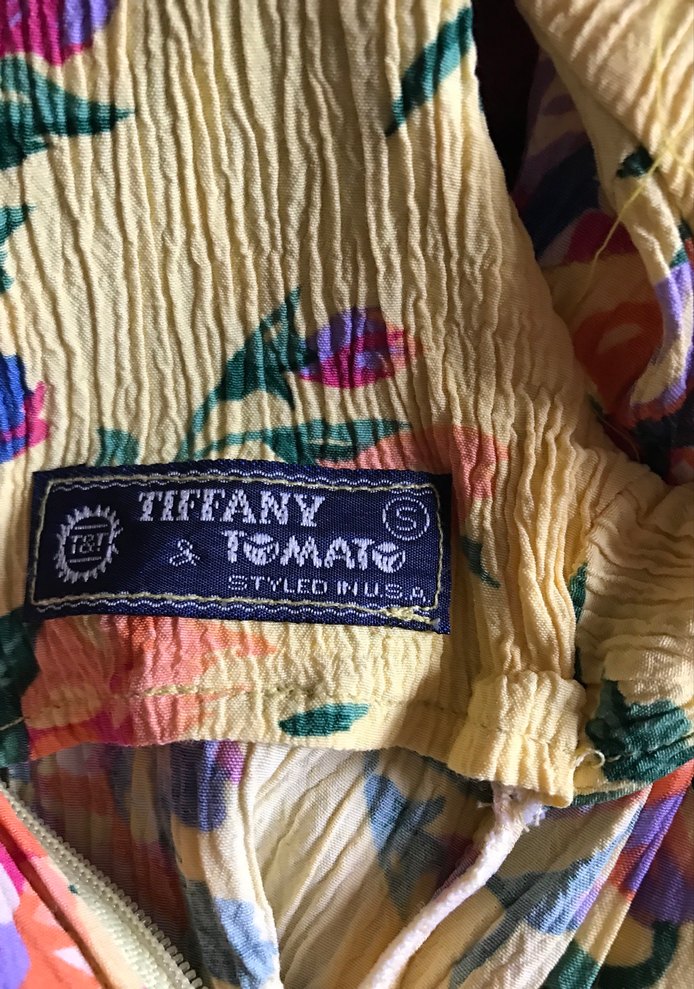 TIFFANY S
T&T & TOMATO
STYLED IN U.S.A.